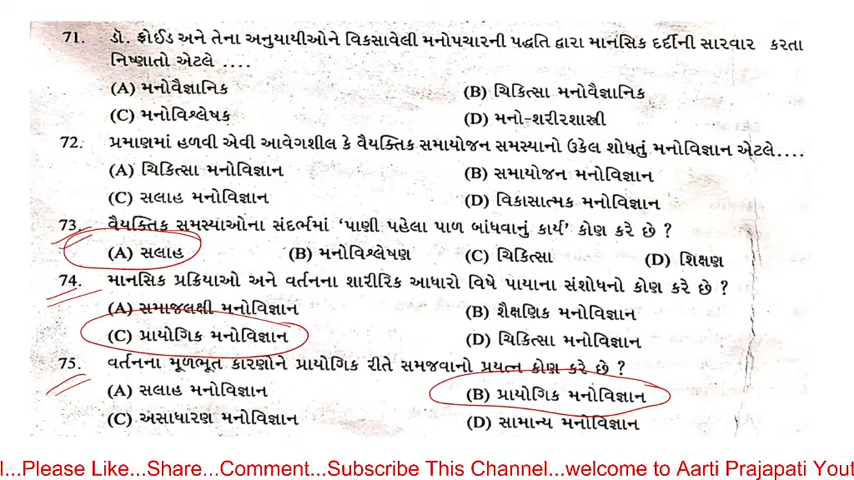 71. ડૉ. ફ્રોઈડ અને તેના અનુયાયીઓને વિકસાવેલી મનોપચારની પદ્ધતિ દ્વારા માનસિક દર્દીની સારવાર કરતા
નિષ્ણાતો એટલે ....
(A) મનોવૈજ્ઞાનિક (B) ચિકિત્સા મનોવૈજ્ઞાનિક
(C) મનોવિશ્લેષક (D) મનો-શરીરશાસ્ત્રી
72. પ્રમાણમાં હળવી એવી આવેગશીલ કે વૈયક્તિક સમાયોજન સમસ્યાનો ઉકેલ શોધતું મનોવિજ્ઞાન એટલે....
(A) ચિકિત્સા મનોવિજ્ઞાન (B) સમાયોજન મનોવિજ્ઞાન
(C) સલાહ મનોવિજ્ઞાન (D) વિકાસાત્મક મનોવિજ્ઞાન
73. વૈયક્તિક સમસ્યાઓના સંદર્ભમાં ‘પાણી પહેલા પાળ બાંધવાનું કાર્ય’ કોણ કરે છે ?
(A) સલાહ (B) મનોવિશ્લેષણ (C) ચિકિત્સા (D) શિક્ષણ
74. માનસિક પ્રક્રિયાઓ અને વર્તનના શારીરિક આધારો વિષે પાયાના સંશોધનો કોણ કરે છે ?
(A) સમાજલક્ષી મનોવિજ્ઞાન (B) શૈક્ષણિક મનોવિજ્ઞાન
(C) પ્રાયોગિક મનોવિજ્ઞાન (D) ચિકિત્સા મનોવિજ્ઞાન
75. વર્તનના મૂળભૂત કારણોને પ્રાયોગિક રીતે સમજવાનો પ્રયત્ન કોણ કરે છે ?
(A) સલાહ મનોવિજ્ઞાન (B) પ્રાયોગિક મનોવિજ્ઞાન
(C) અસાધારણ મનોવિજ્ઞાન (D) સામાન્ય મનોવિજ્ઞાન
l...Please Like...Share...Comment...Subscribe This Channel...welcome to Aarti Prajapati Yout